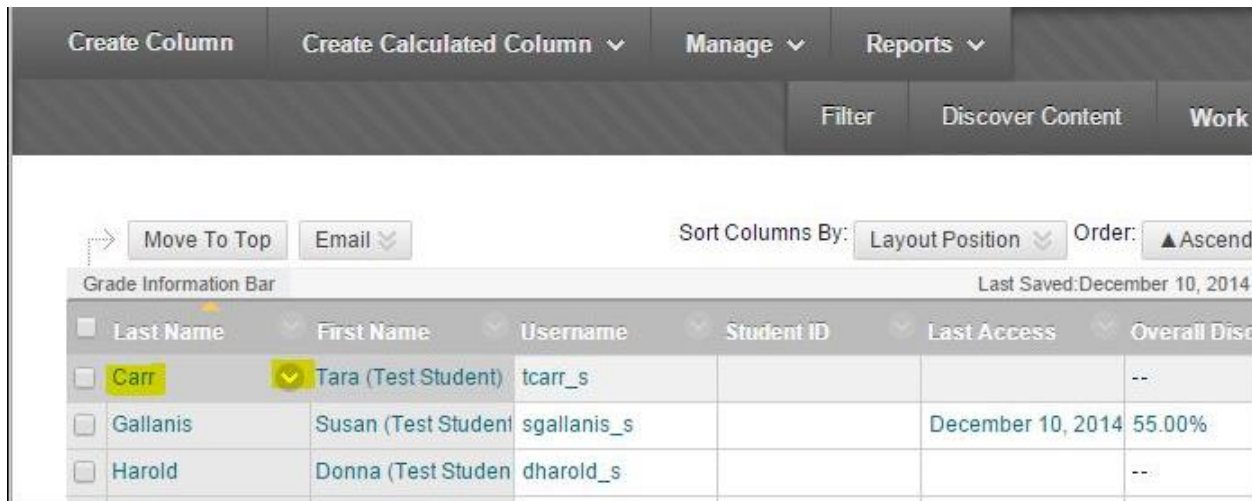 Create Column Create Calculated Column Manage Reports
Filter Discover Content Work
Move To Top Email Sort Columns By: Layout Position Order: ▲Ascend
Grade Information Bar Last Saved:December 10, 2014
Last Name First Name Username Student ID Last Access Overall Disc
Carr Tara (Test Student) tcarr_s --
Gallanis Susan (Test Student sgallanis_s December 10, 2014 55.00%
Harold Donna (Test Studen dharold_s --